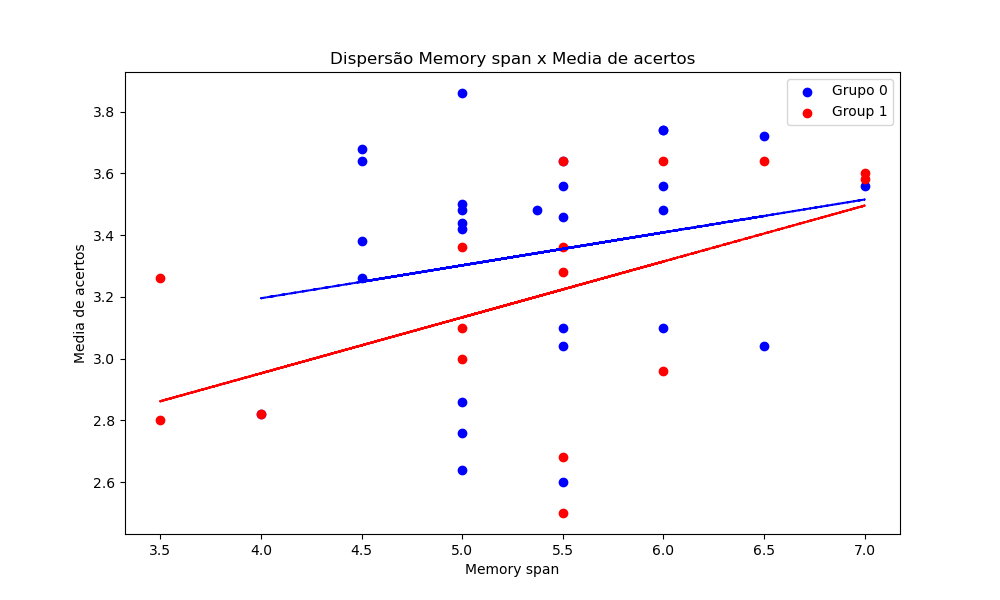 Dispersão Memory span x Media de acertos
Grupo 0
Group 1
Media de acertos
3.8
3.6
3.4
3.2
3.0
2.8
2.6
3.5 4.0 4.5 5.0 5.5 6.0 6.5 7.0
Memory span